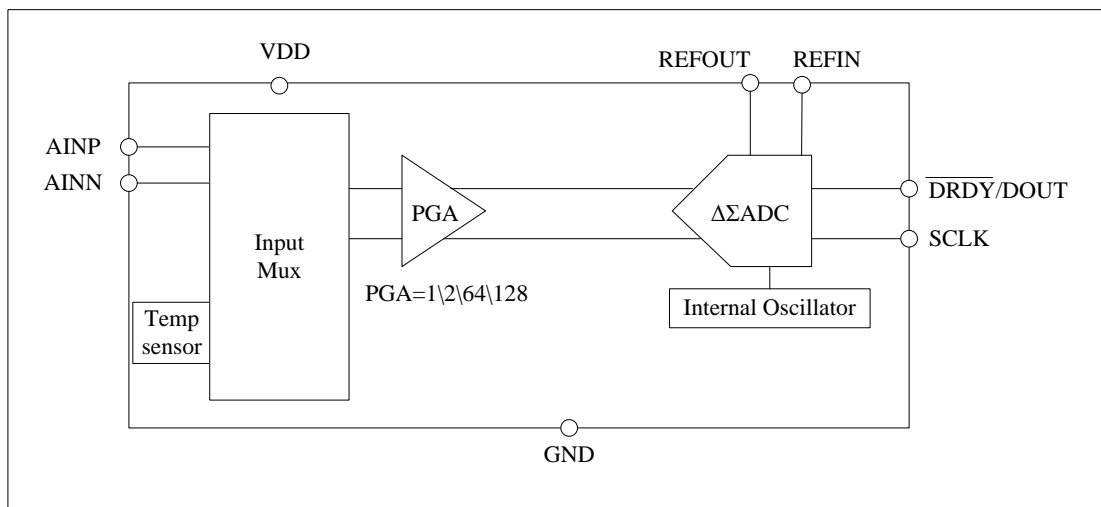 VDD
REFOUT
REFIN
AINP
AINN
DRDY/DOUT
PGA
ΔΣADC
SCLK
Input
Mux
PGA=1\2\64\128
Internal Oscillator
Temp
sensor
GND